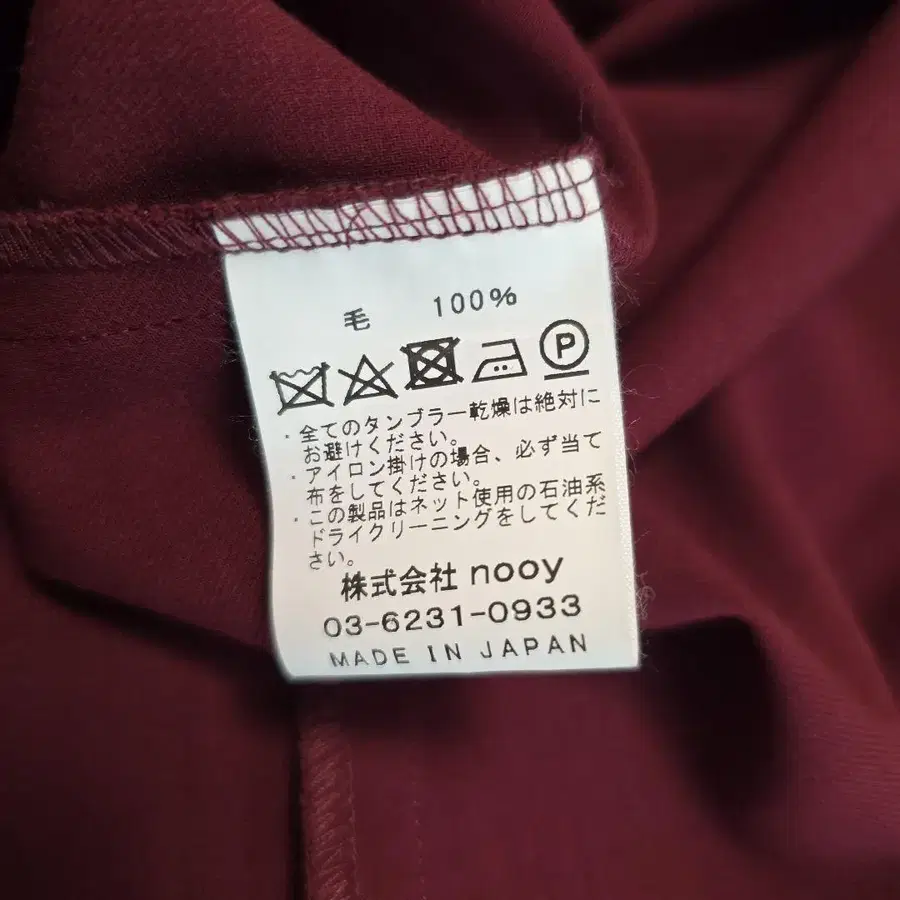 毛 100%
P
・全てのタンブラー乾燥は絶対に
お避けください。
・アイロン掛けの場合、必ず当て
布をしてください。
・この製品はネット使用の石油系
ドライクリーニングをしてくだ
さい。
株式会社 nooy
03-6231-0933
MADE IN JAPAN